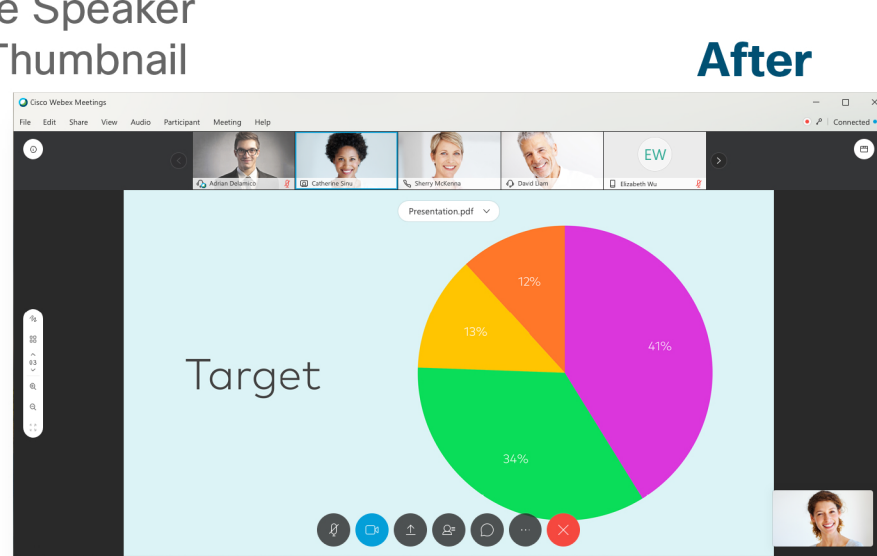 e Speaker
Thumbnail
After
Cisco Webex Meetings
File Edit Share View Audio Participant Meeting Help
Connected
EW
Adrian Delamico
Catherine Sinu
Sherry McKenna
David Liam
Elizabeth Wu
Presentation.pdf
12%
13%
41%
Target
34%
03